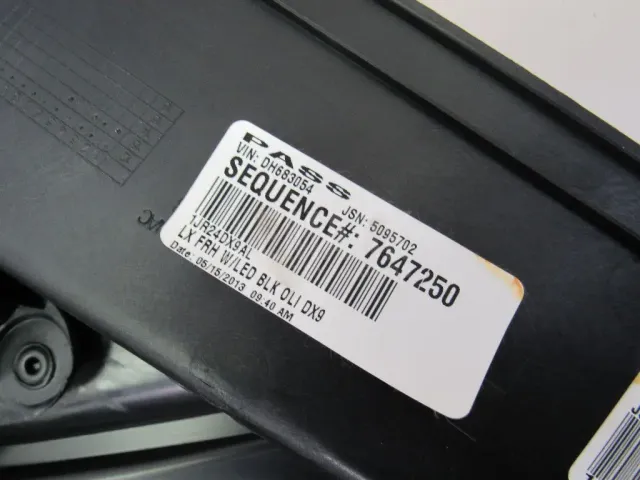 PASS
VIN: DH683054 JSN: 5095702
SEQUENCE#: 7647250
1JR24DX9AL
LX FRH W/LED BLK OLI DX9
Date: 05/15/2013 09:40 AM